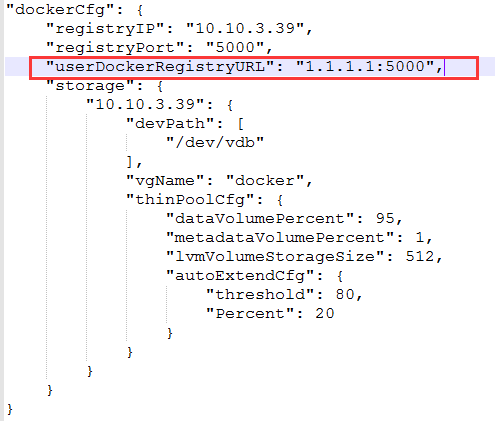 "dockerCfg": {
    "registryIP": "10.10.3.39",
    "registryPort": "5000",
    "userDockerRegistryURL": "1.1.1.1:5000",
    "storage": {
        "10.10.3.39": {
            "devPath": [
                "/dev/vdb"
            ],
            "vgName": "docker",
            "thinPoolCfg": {
                "dataVolumePercent": 95,
                "metadataVolumePercent": 1,
                "lvmVolumeStorageSize": 512,
                "autoExtendCfg": {
                    "threshold": 80,
                    "Percent": 20
                }
            }
        }
    }
}